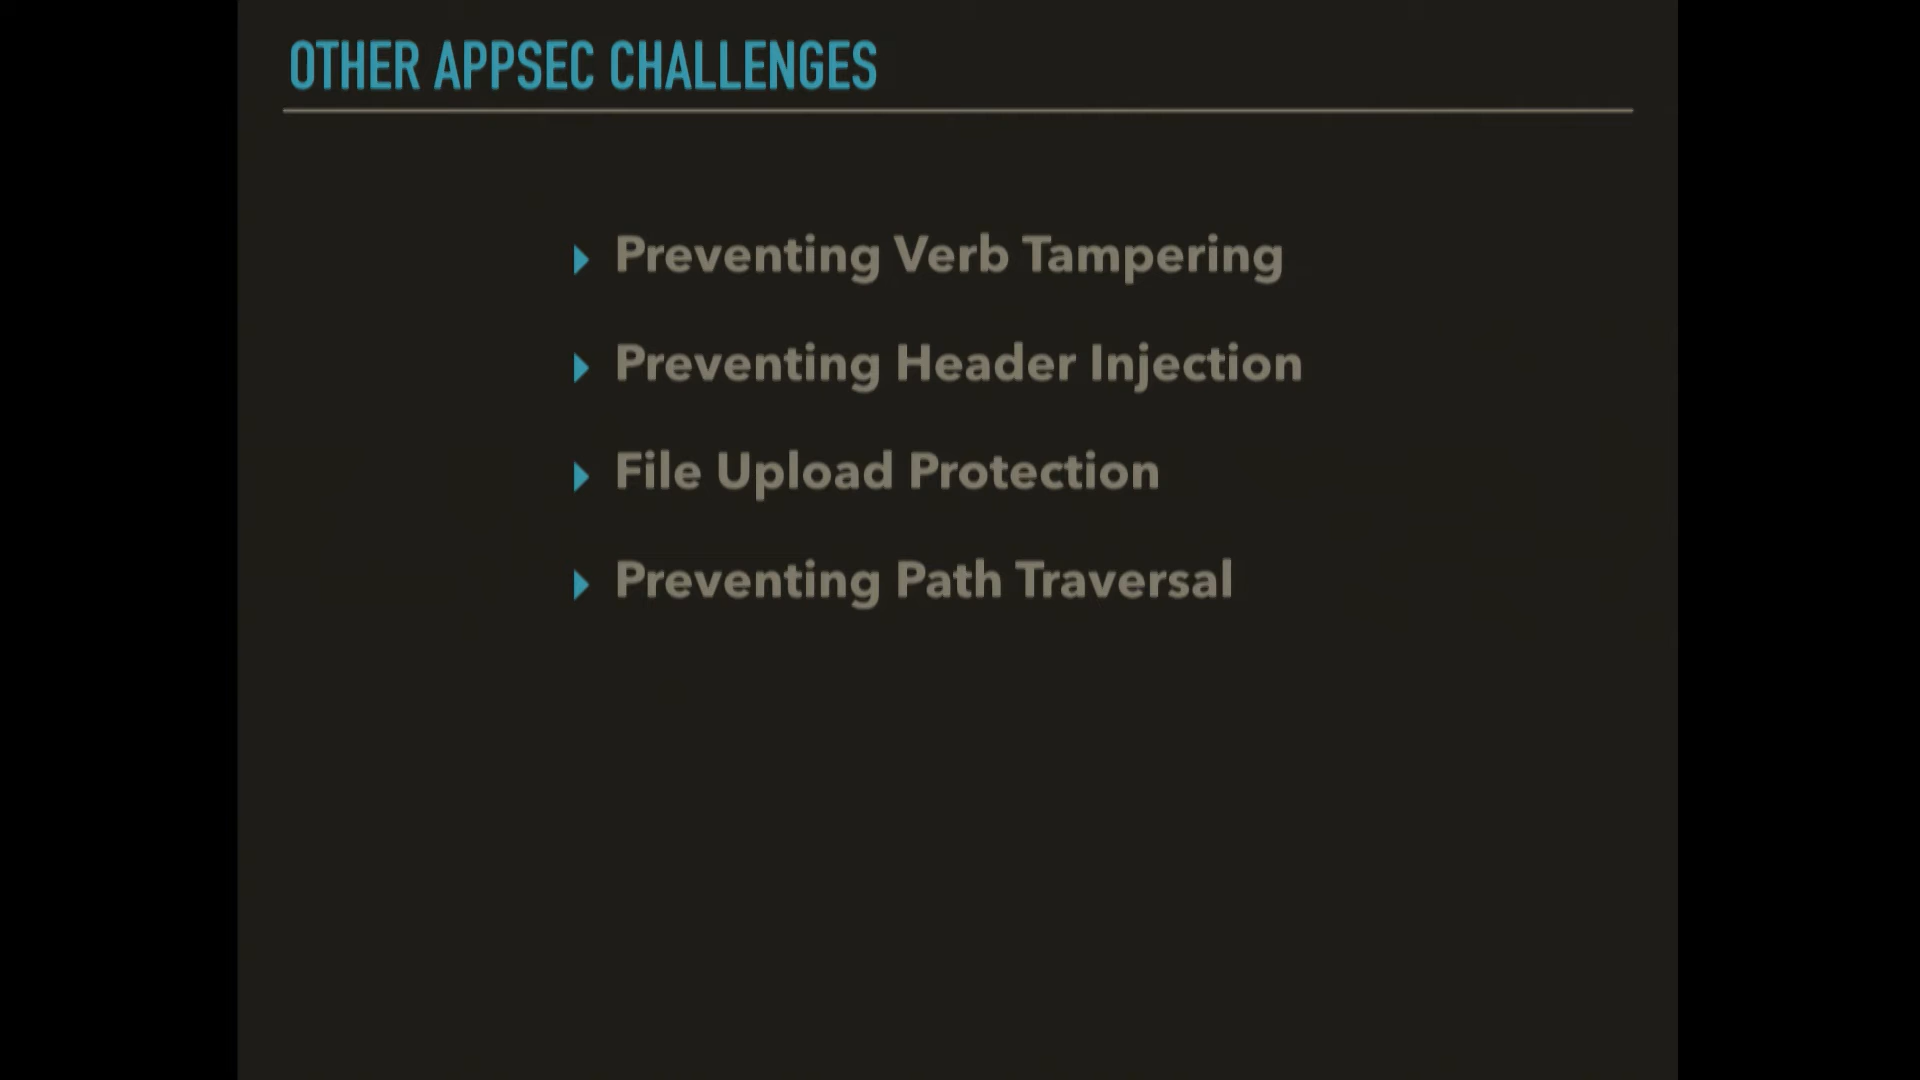 OTHER APPSEC CHALLENGES
Preventing Verb Tampering
Preventing Header Injection
File Upload Protection
Preventing Path Traversal